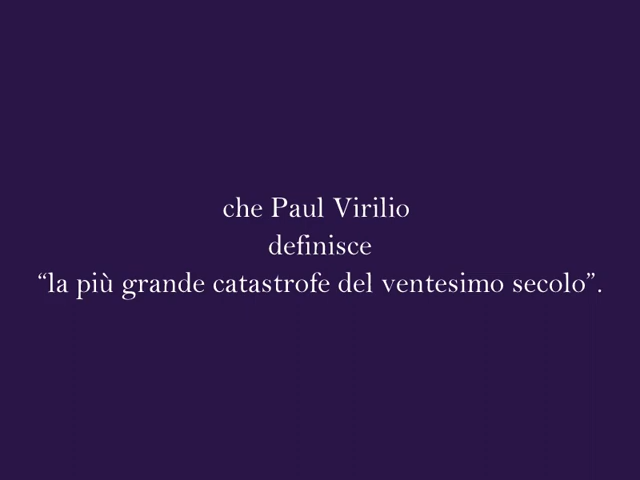 che Paul Virilio
definisce
“la più grande catastrofe del ventesimo secolo”.